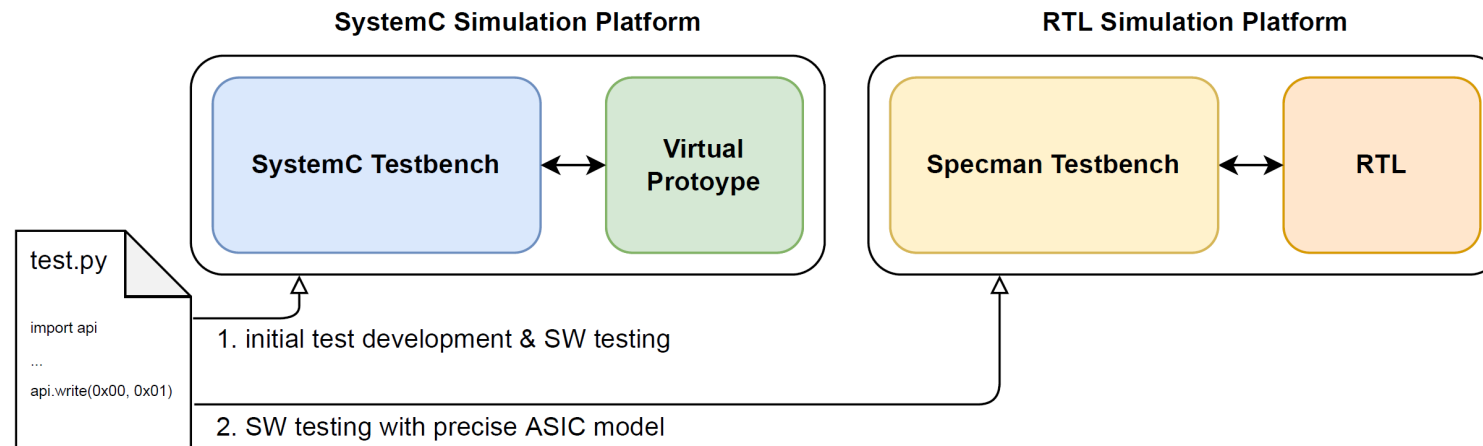 SystemC Simulation Platform
RTL Simulation Platform
SystemC Testbench
Virtual
Protoype
Specman Testbench
RTL
test.py
import api
...
api.write(0x00, 0x01)
1. initial test development & SW testing
2. SW testing with precise ASIC model